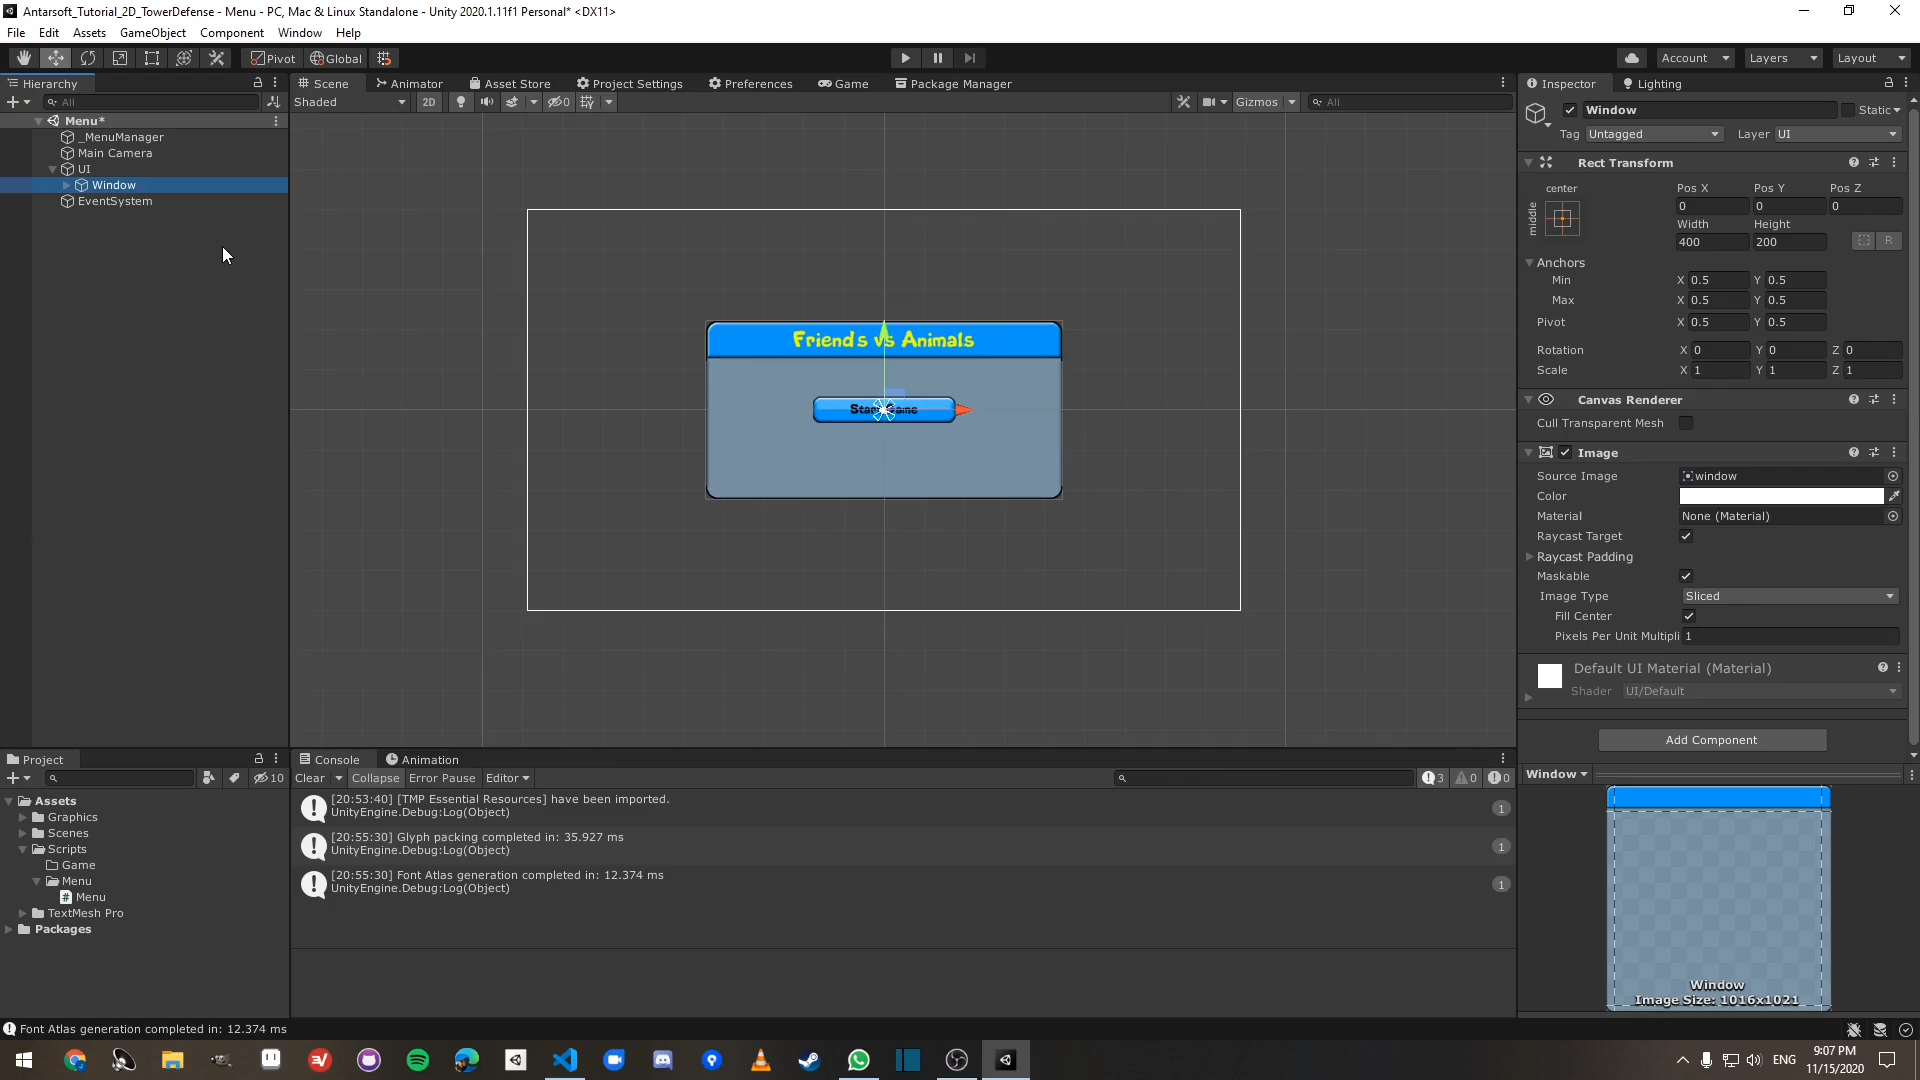 Antarsoft_Tutorial_2D_TowerDefense - Menu - PC, Mac & Linux Standalone - Unity 2020.1.11f1 Personal* <DX11>
File Edit Assets GameObject Component Window Help
Pivot Global Account Layers Layout
Hierarchy
All
Menu*
_MenuManager
Main Camera
UI
Window
EventSystem
Scene Animator Asset Store Project Settings Preferences Game Package Manager
Shaded 2D 0 Gizmos All
Friends vs Animals
Start Game
Inspector Lighting
Window Static
Tag Untagged Layer UI
Rect Transform
center
middle
Pos X Pos Y Pos Z
0 0 0
Width Height
400 200 R
Anchors
Min X 0.5 Y 0.5
Max X 0.5 Y 0.5
Pivot X 0.5 Y 0.5
Rotation X 0 Y 0 Z 0
Scale X 1 Y 1 Z 1
Canvas Renderer
Cull Transparent Mesh
Image
Source Image window
Color
Material None (Material)
Raycast Target
Raycast Padding
Maskable
Image Type Sliced
Fill Center
Pixels Per Unit Multipli 1
Default UI Material (Material)
Shader UI/Default
Add Component
Window
Window
Image Size: 1016x1021
Project
10
Assets
Graphics
Scenes
Scripts
Game
Menu
Menu
TextMesh Pro
Packages
Console Animation
Clear Collapse Error Pause Editor 3 0 0
[20:53:40] [TMP Essential Resources] have been imported.
UnityEngine.Debug:Log(Object)
1
[20:55:30] Glyph packing completed in: 35.927 ms
UnityEngine.Debug:Log(Object)
1
[20:55:30] Font Atlas generation completed in: 12.374 ms
UnityEngine.Debug:Log(Object)
1
Font Atlas generation completed in: 12.374 ms
ENG
9:07 PM
11/15/2020